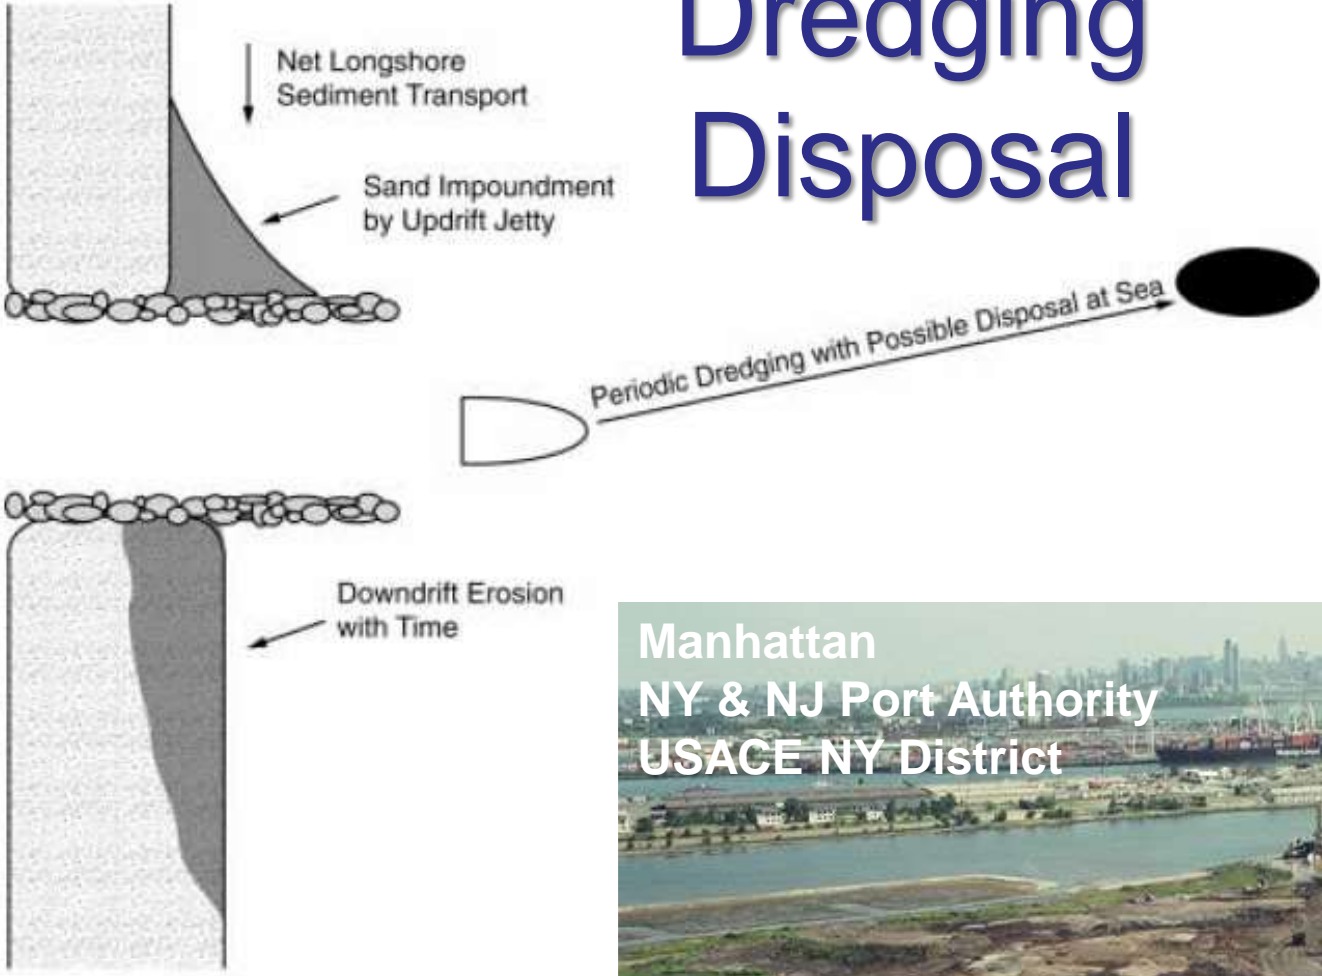 Dredging
Disposal
Net Longshore
Sediment Transport
Sand Impoundment
by Updrift Jetty
Periodic Dredging with Possible Disposal at Sea
Downdrift Erosion
with Time
Manhattan
NY & NJ Port Authority
USACE NY District